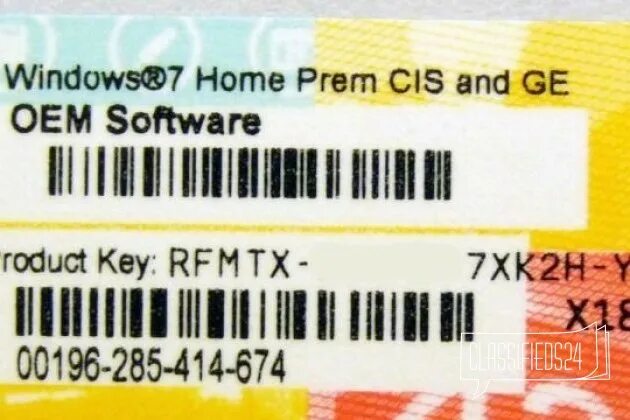 Windows®7 Home Prem CIS and GE
OEM Software
roduct Key: RFMTX- 7XK2H-Y
X18
00196-285-414-674
CLASSIFIEDS24